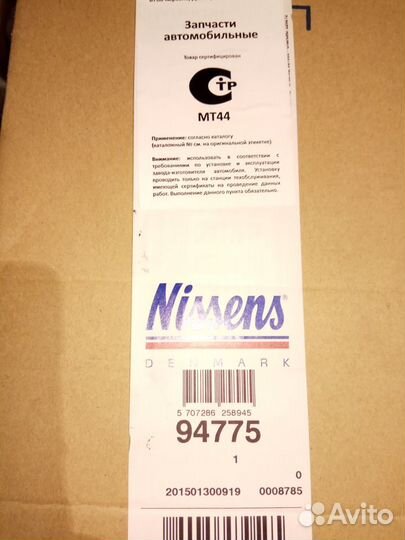 Запчасти
автомобильные
Товар сертифицирован
С ТР
МТ44
Применение: согласно каталогу
(каталожный № см. на оригинальной этикетке)
Внимание: использовать в соответствии с
требованиями по установке и эксплуатации
завода-изготовителя автомобиля. Установку
проводить только на станции техобслуживания,
имеющей сертификаты на проведение данных
работ. Выполнение данного пункта обязательно.
Nissens®
DENMARK
5 707286 258945
94775
1
0
201501300919 0008785
Avito